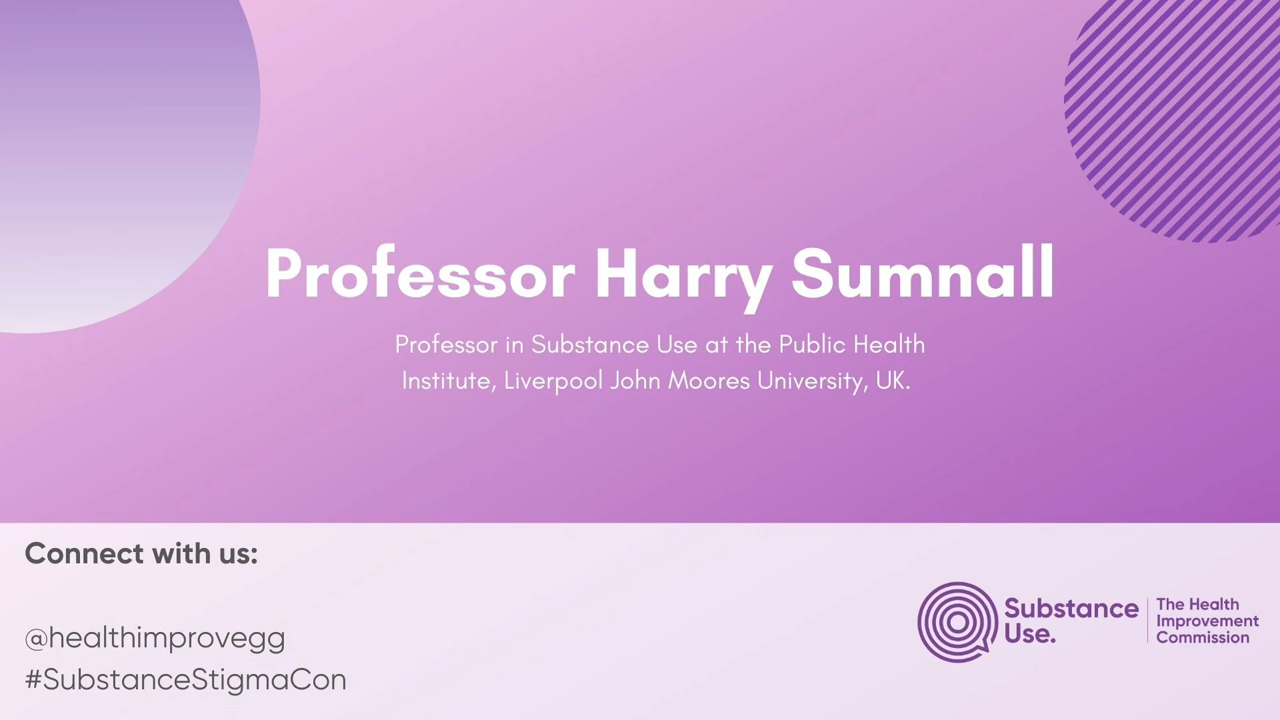 Professor Harry Sumnall
Professor in Substance Use at the Public Health
Institute, Liverpool John Moores University, UK.
Connect with us:
@healthimprovegg
#SubstanceStigmaCon
Substance
Use.
The Health
Improvement
Commission